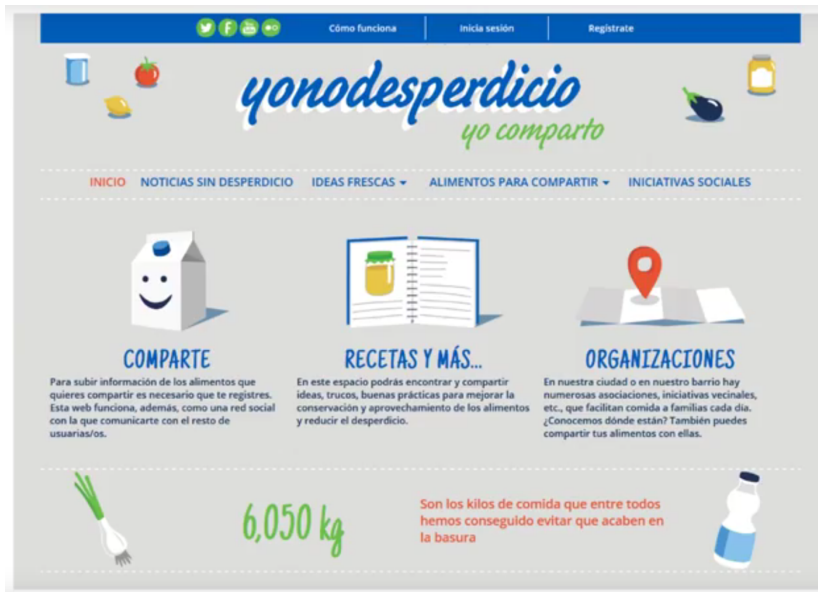 Cómo funciona
Inicia sesión
Regístrate
yonodesperdicio
yo comparto
INICIO
NOTICIAS SIN DESPERDICIO
IDEAS FRESCAS
ALIMENTOS PARA COMPARTIR
INICIATIVAS SOCIALES
COMPARTE
Para subir información de los alimentos que
quieres compartir es necesario que te registres.
Esta web funciona, además, como una red social
con la que comunicarte con el resto de
usuarias/os.
RECETAS Y MÁS...
En este espacio podrás encontrar y compartir
ideas, trucos, buenas prácticas para mejorar la
conservación y aprovechamiento de los alimentos
y reducir el desperdicio.
ORGANIZACIONES
En nuestra ciudad o en nuestro barrio hay
numerosas asociaciones, iniciativas vecinales,
etc., que facilitan comida a familias cada día.
¿Conocemos dónde están? También puedes
compartir tus alimentos con ellas.
6,050 kg
Son los kilos de comida que entre todos
hemos conseguido evitar que acaben en
la basura